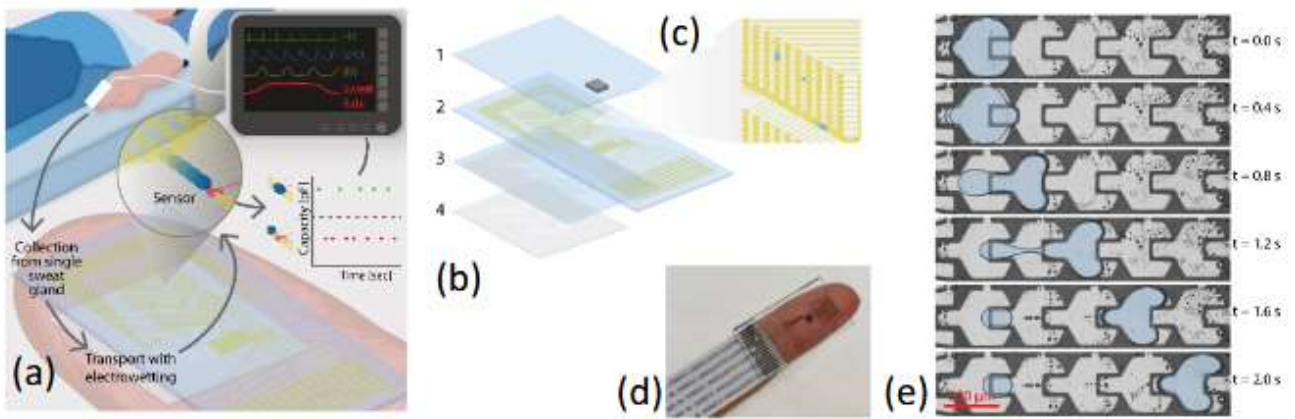 (a)
Sensor
Collection
from single
sweat
gland
Transport with
electrowetting
Capacity [pF]
Time [sec]
(b)
1
2
3
4
(c)
(d)
(e)
t = 0.0 s
t = 0.4 s
t = 0.8 s
t = 1.2 s
t = 1.6 s
t = 2.0 s